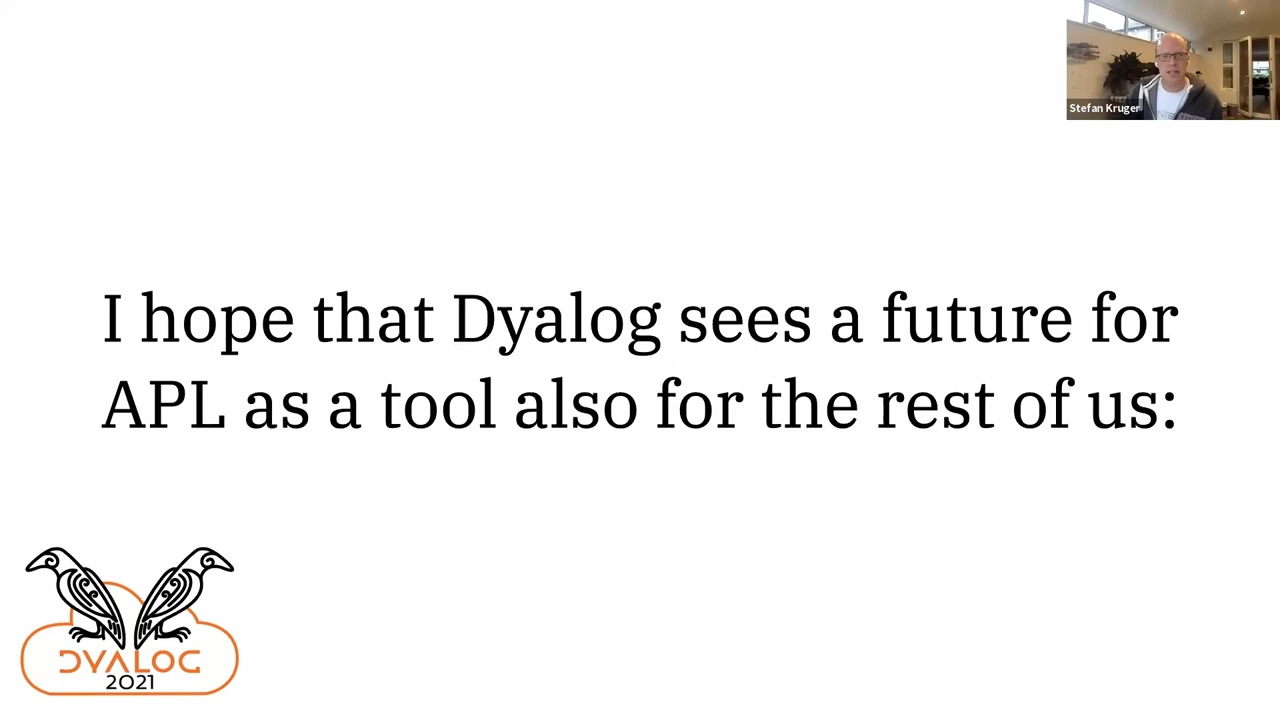 Stefan Kruger
I hope that Dyalog sees a future for
APL as a tool also for the rest of us:
DYALOG
2021